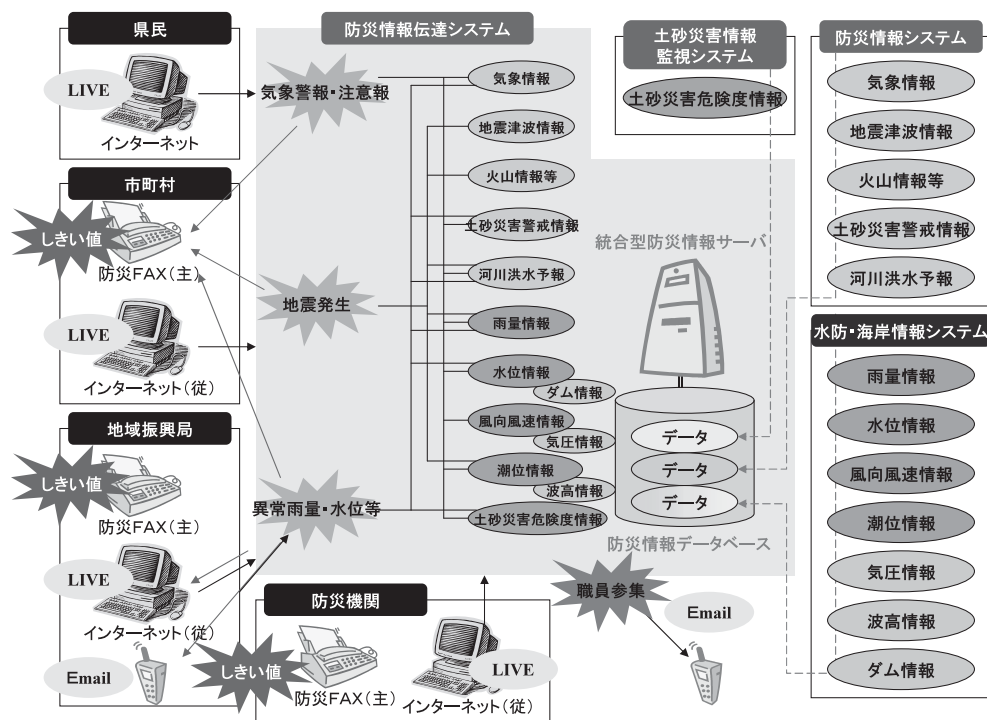 県民
LIVE
インターネット
市町村
しきい値
防災FAX(主)
LIVE
インターネット(従)
地域振興局
しきい値
防災FAX(主)
LIVE
インターネット(従)
Email
防災情報伝達システム
気象警報・注意報
地震発生
異常雨量・水位等
気象情報
地震津波情報
火山情報等
土砂災害警戒情報
河川洪水予報
雨量情報
水位情報
ダム情報
風向風速情報
気圧情報
潮位情報
波高情報
土砂災害危険度情報
統合型防災情報サーバ
データ
データ
データ
防災情報データベース
防災機関
しきい値
防災FAX(主)
LIVE
インターネット(従)
職員参集
Email
土砂災害情報
監視システム
土砂災害危険度情報
防災情報システム
気象情報
地震津波情報
火山情報等
土砂災害警戒情報
河川洪水予報
水防・海岸情報システム
雨量情報
水位情報
風向風速情報
潮位情報
気圧情報
波高情報
ダム情報